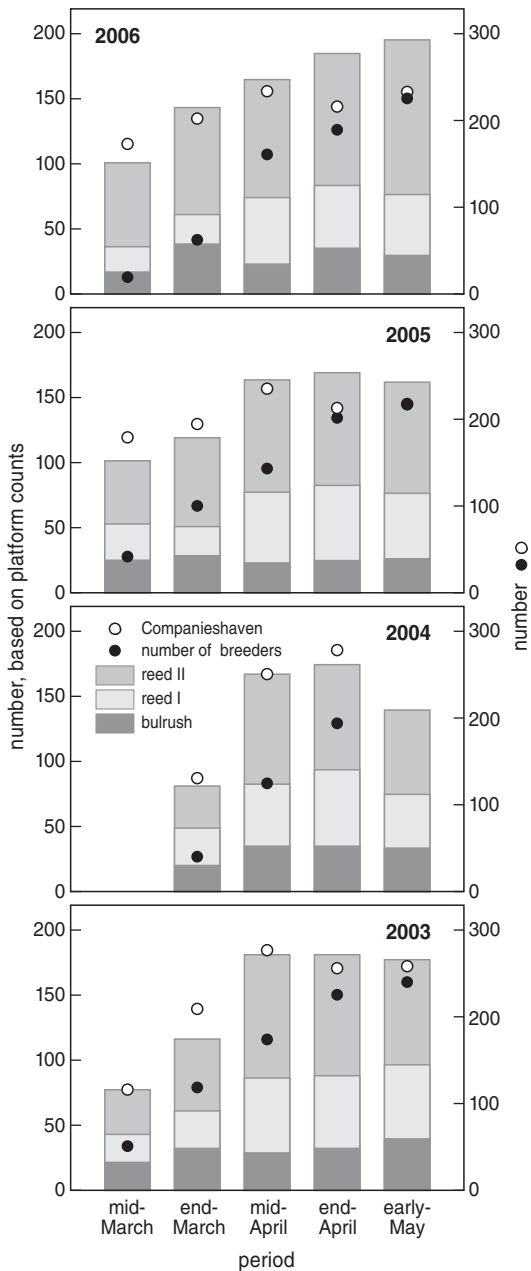 2006
200
150
100
50
0
300
200
100
0
2005
200
150
100
50
0
300
200
100
0
2004
Companieshaven
number of breeders
reed II
reed I
bulrush
200
150
100
50
0
300
200
100
0
2003
200
150
100
50
0
300
200
100
0
number, based on platform counts
number
mid-
March
end-
March
mid-
April
end-
April
early-
May
period